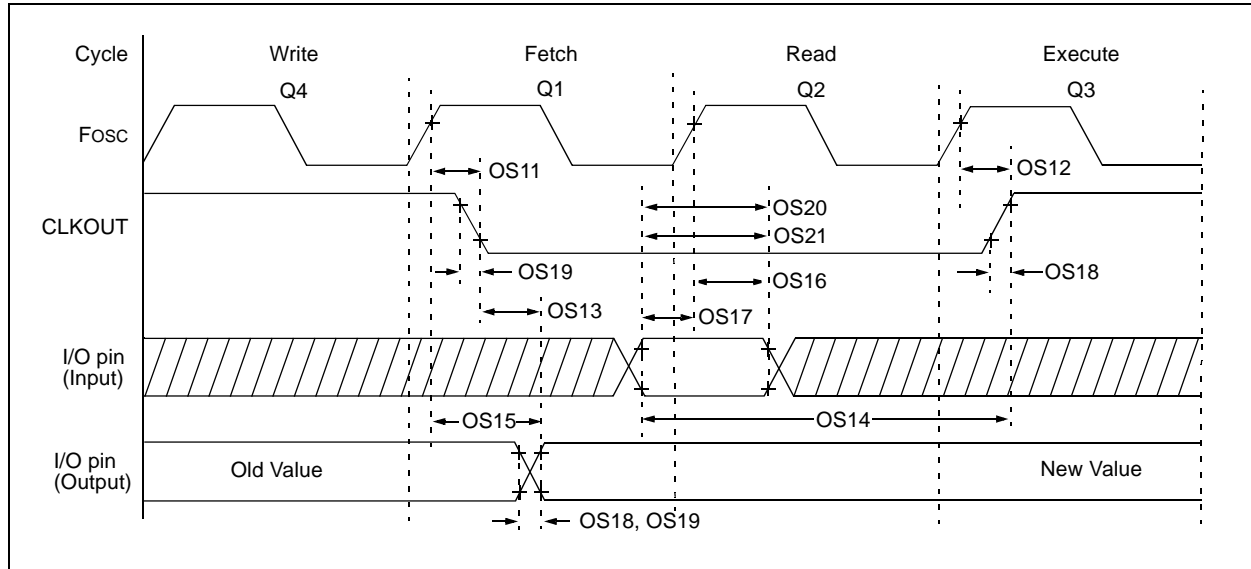 Cycle Write Fetch Read Execute
Q4 Q1 Q2 Q3
FOSC
OS11 OS12
CLKOUT
OS20
OS21
OS19 OS16 OS18
OS13 OS17
I/O pin
(Input)
OS15 OS14
I/O pin
(Output)
Old Value New Value
OS18, OS19